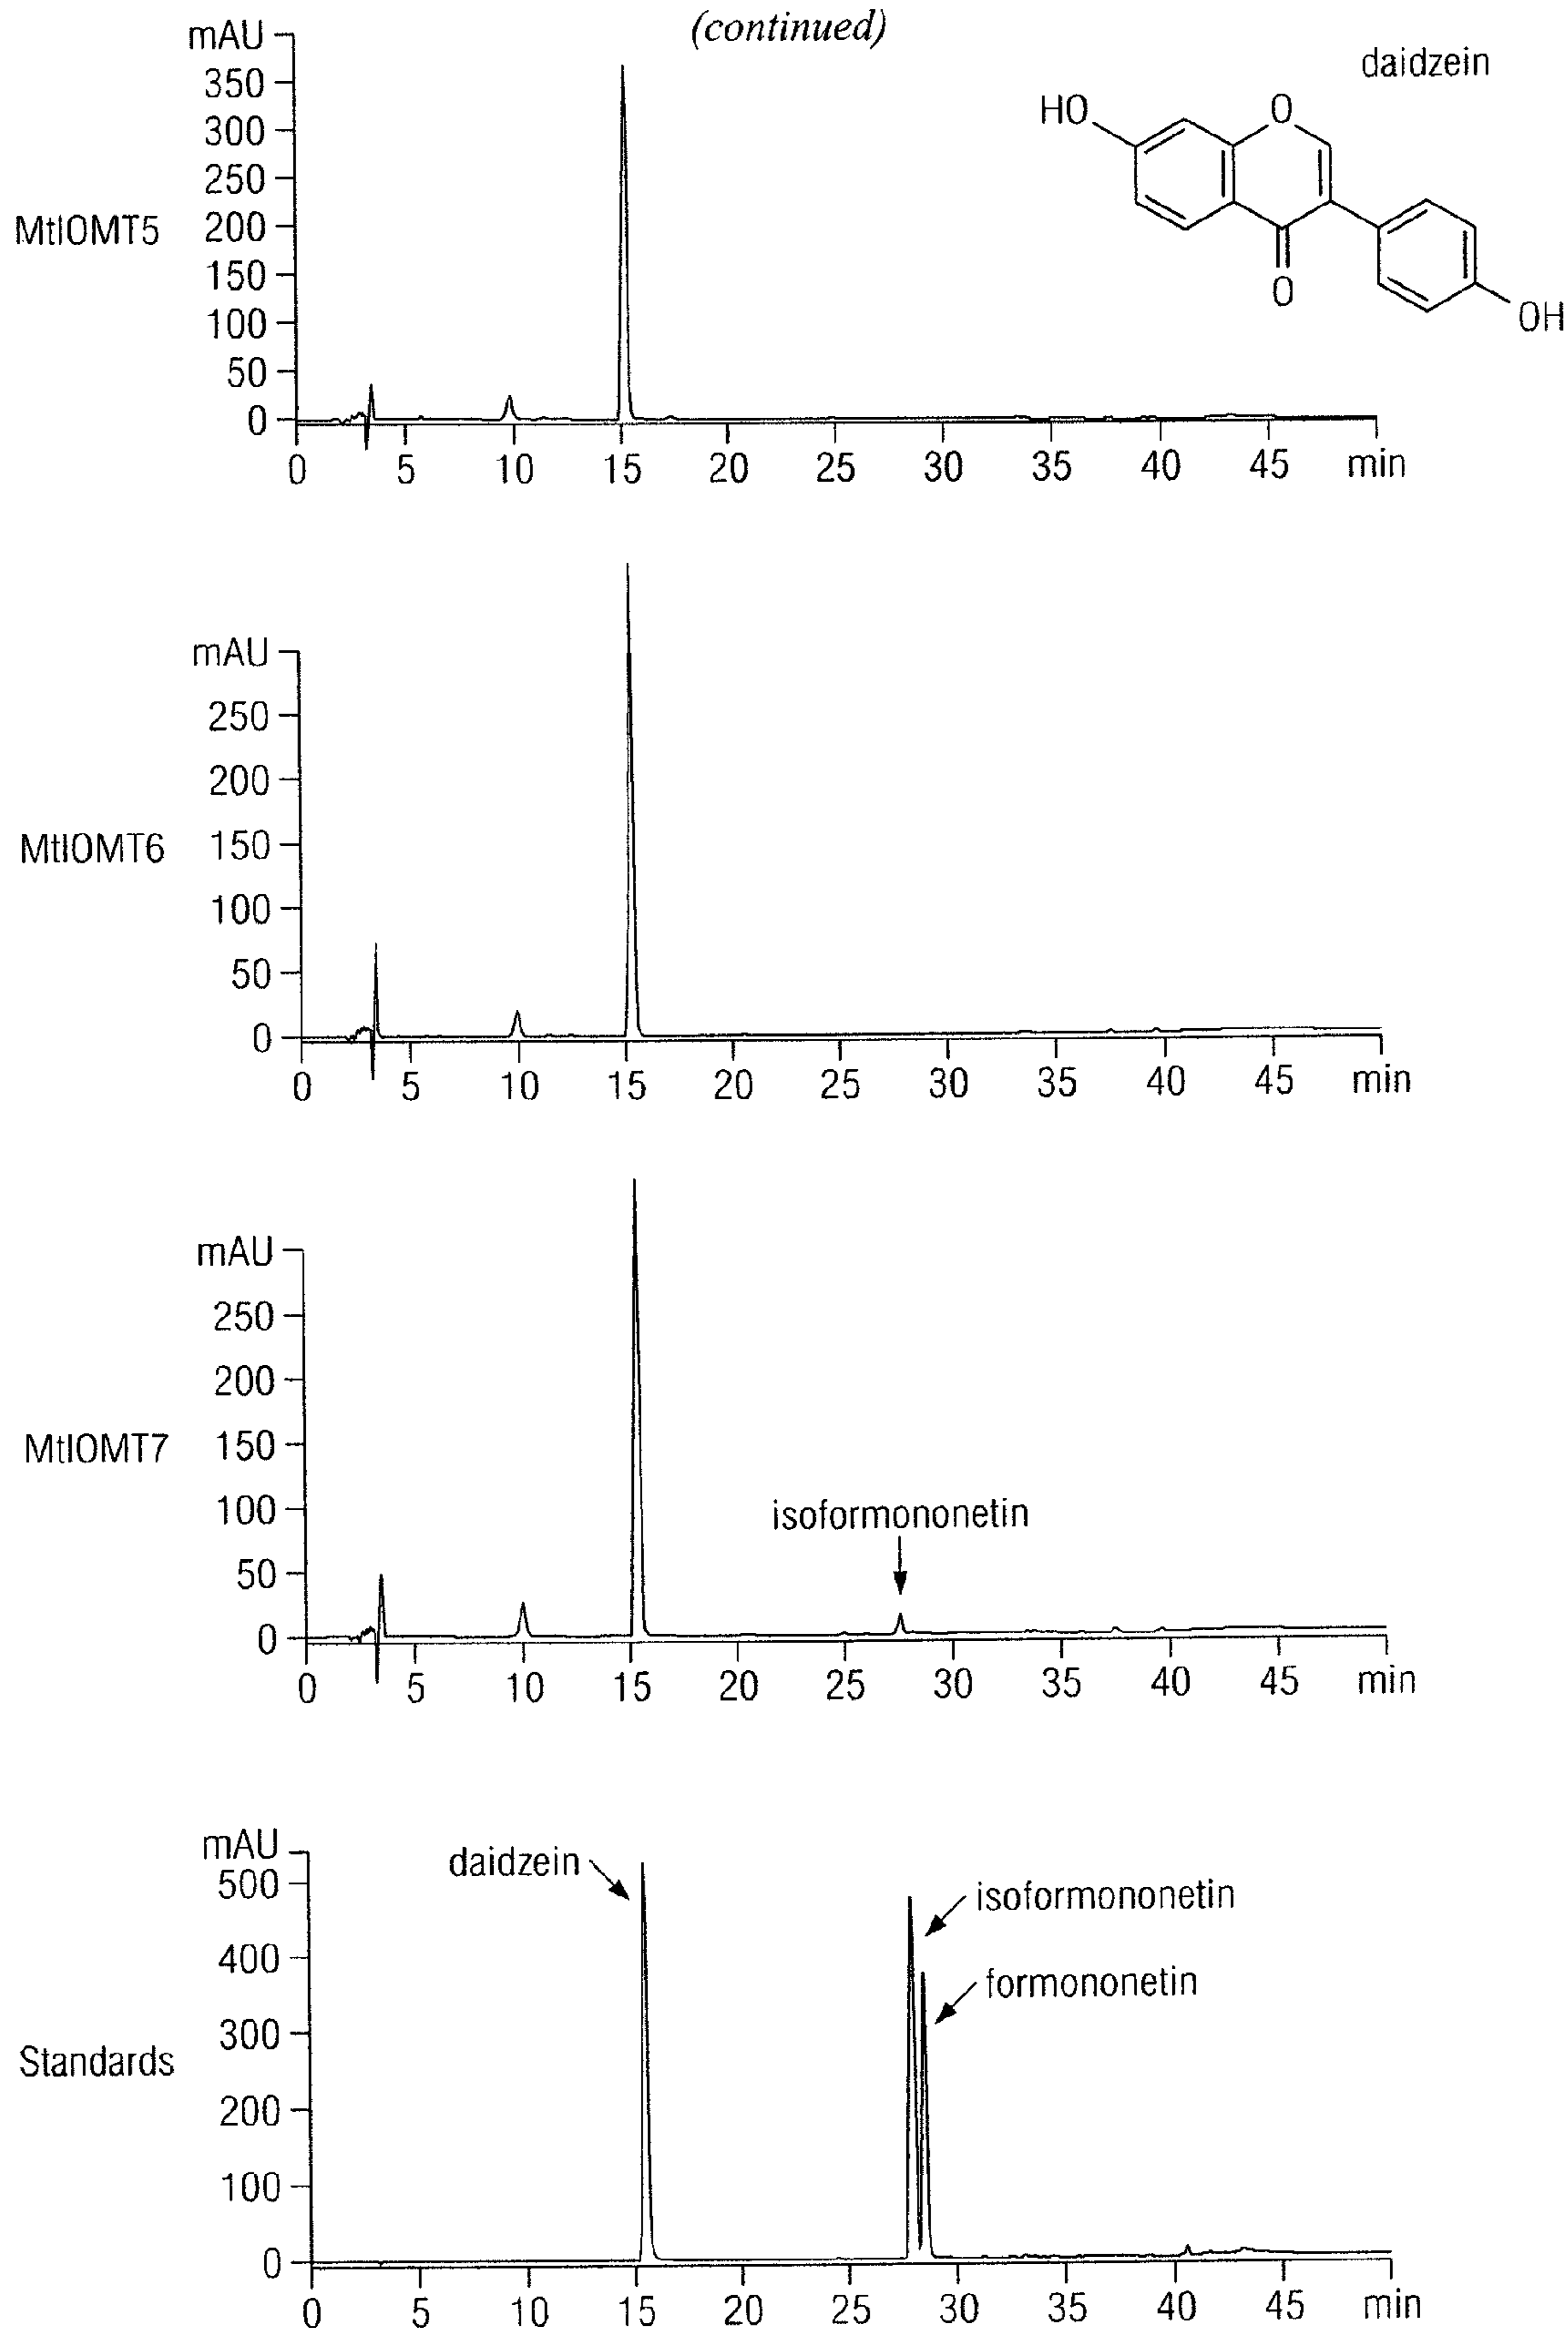 (continued)
mAU
350
300
250
200
150
100
50
0
MtIOMT5
0 5 10 15 20 25 30 35 40 45 min
daidzein
HO
O
O
OH
mAU
250
200
150
100
50
0
MtIOMT6
0 5 10 15 20 25 30 35 40 45 min
mAU
250
200
150
100
50
0
MtIOMT7
isoformononetin
0 5 10 15 20 25 30 35 40 45 min
mAU
500
400
300
200
100
0
Standards
daidzein
isoformononetin
formononetin
0 5 10 15 20 25 30 35 40 45 min